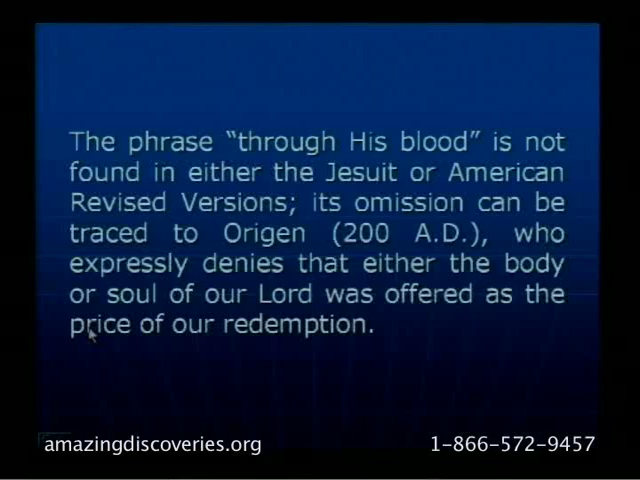 The phrase “through His blood” is not
found in either the Jesuit or American
Revised Versions; its omission can be
traced to Origen (200 A.D.), who
expressly denies that either the body
or soul of our Lord was offered as the
price of our redemption.
amazingdiscoveries.org
1-866-572-9457